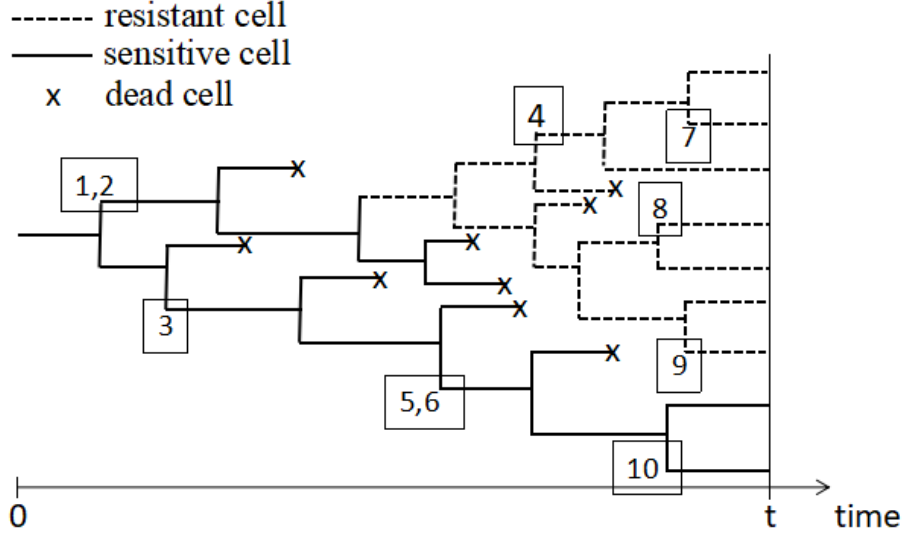 resistant cell
sensitive cell
x dead cell
4
7
1,2
x
x
x
8
x
x
x
x
x
3
x
9
5,6
10
0 t time